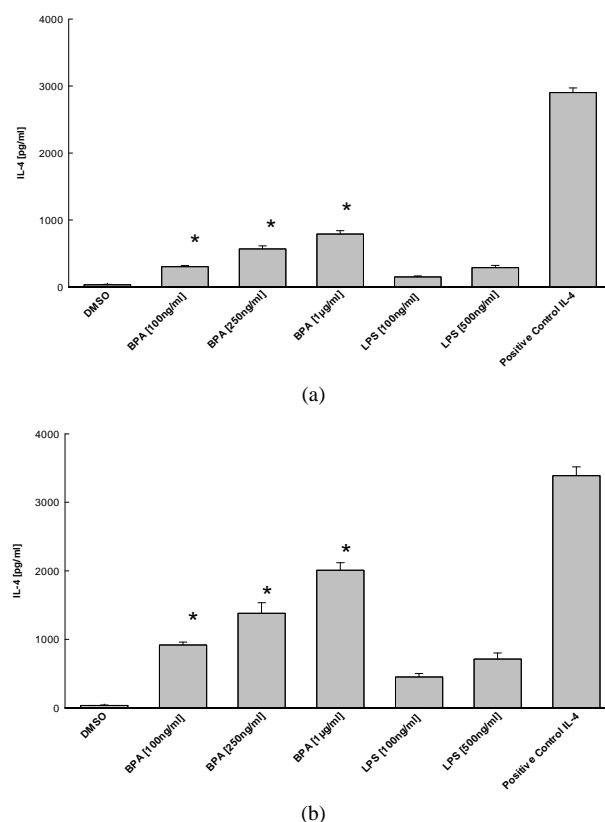 4000
3000
2000
1000
0
IL-4 [pg/ml]
*
*
*
DMSO
BPA [100ng/ml]
BPA [250ng/ml]
BPA [1µg/ml]
LPS [100ng/ml]
LPS [500ng/ml]
Positive Control IL-4
(a)
4000
3000
2000
1000
0
IL-4 [pg/ml]
*
*
*
DMSO
BPA [100ng/ml]
BPA [250ng/ml]
BPA [1µg/ml]
LPS [100ng/ml]
LPS [500ng/ml]
Positive Control IL-4
(b)